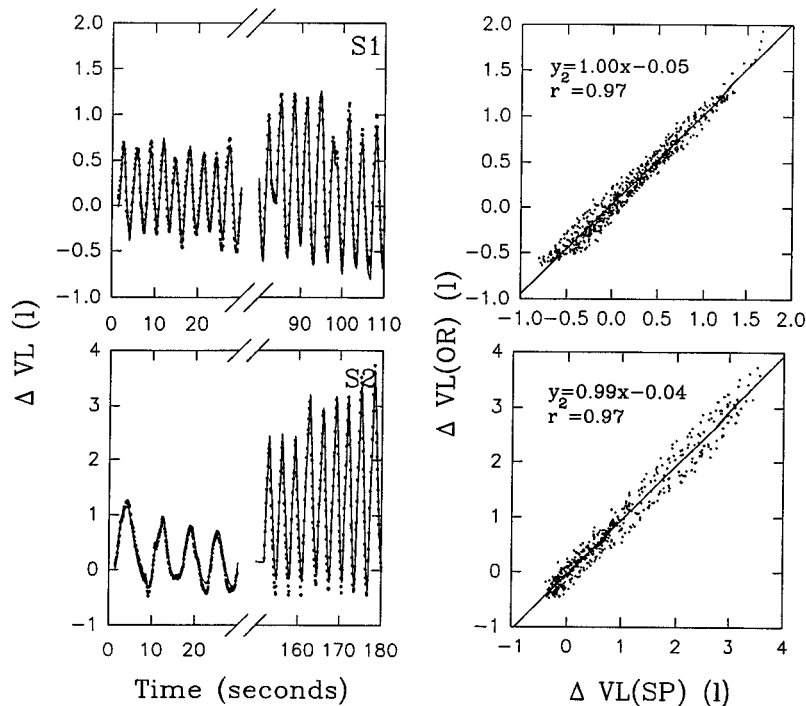 S1
2.0
1.5
1.0
0.5
0.0
-0.5
-1.0
0 10 20 90 100 110
y=1.00x-0.05
r²=0.97
2.0
1.5
1.0
0.5
0.0
-0.5
-1.0
-1.0 -0.5 0.0 0.5 1.0 1.5 2.0
S2
4
3
2
1
0
-1
0 10 20 160 170 180
y=0.99x-0.04
r²=0.97
4
3
2
1
0
-1
-1 0 1 2 3 4
Δ VL (l)
Δ VL(OR) (l)
Time (seconds)
Δ VL(SP) (l)